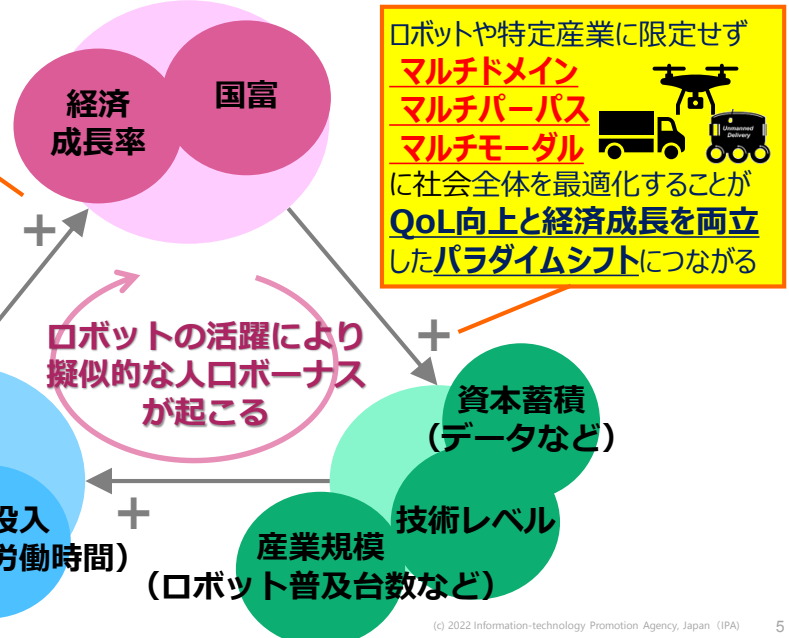 ロボットや特定産業に限定せず
マルチドメイン
マルチパーパス
マルチモーダル
Unmanned
Delivery
に社会全体を最適化することが
QoL向上と経済成長を両立
したパラダイムシフトにつながる
経済
成長率
国富
+
+
ロボットの活躍により
擬似的な人口ボーナス
が起こる
資本蓄積
(データなど)
技術レベル
産業規模
(ロボット普及台数など)
+
投入
労働時間)
(c) 2022 Information-technology Promotion Agency, Japan (IPA)
5